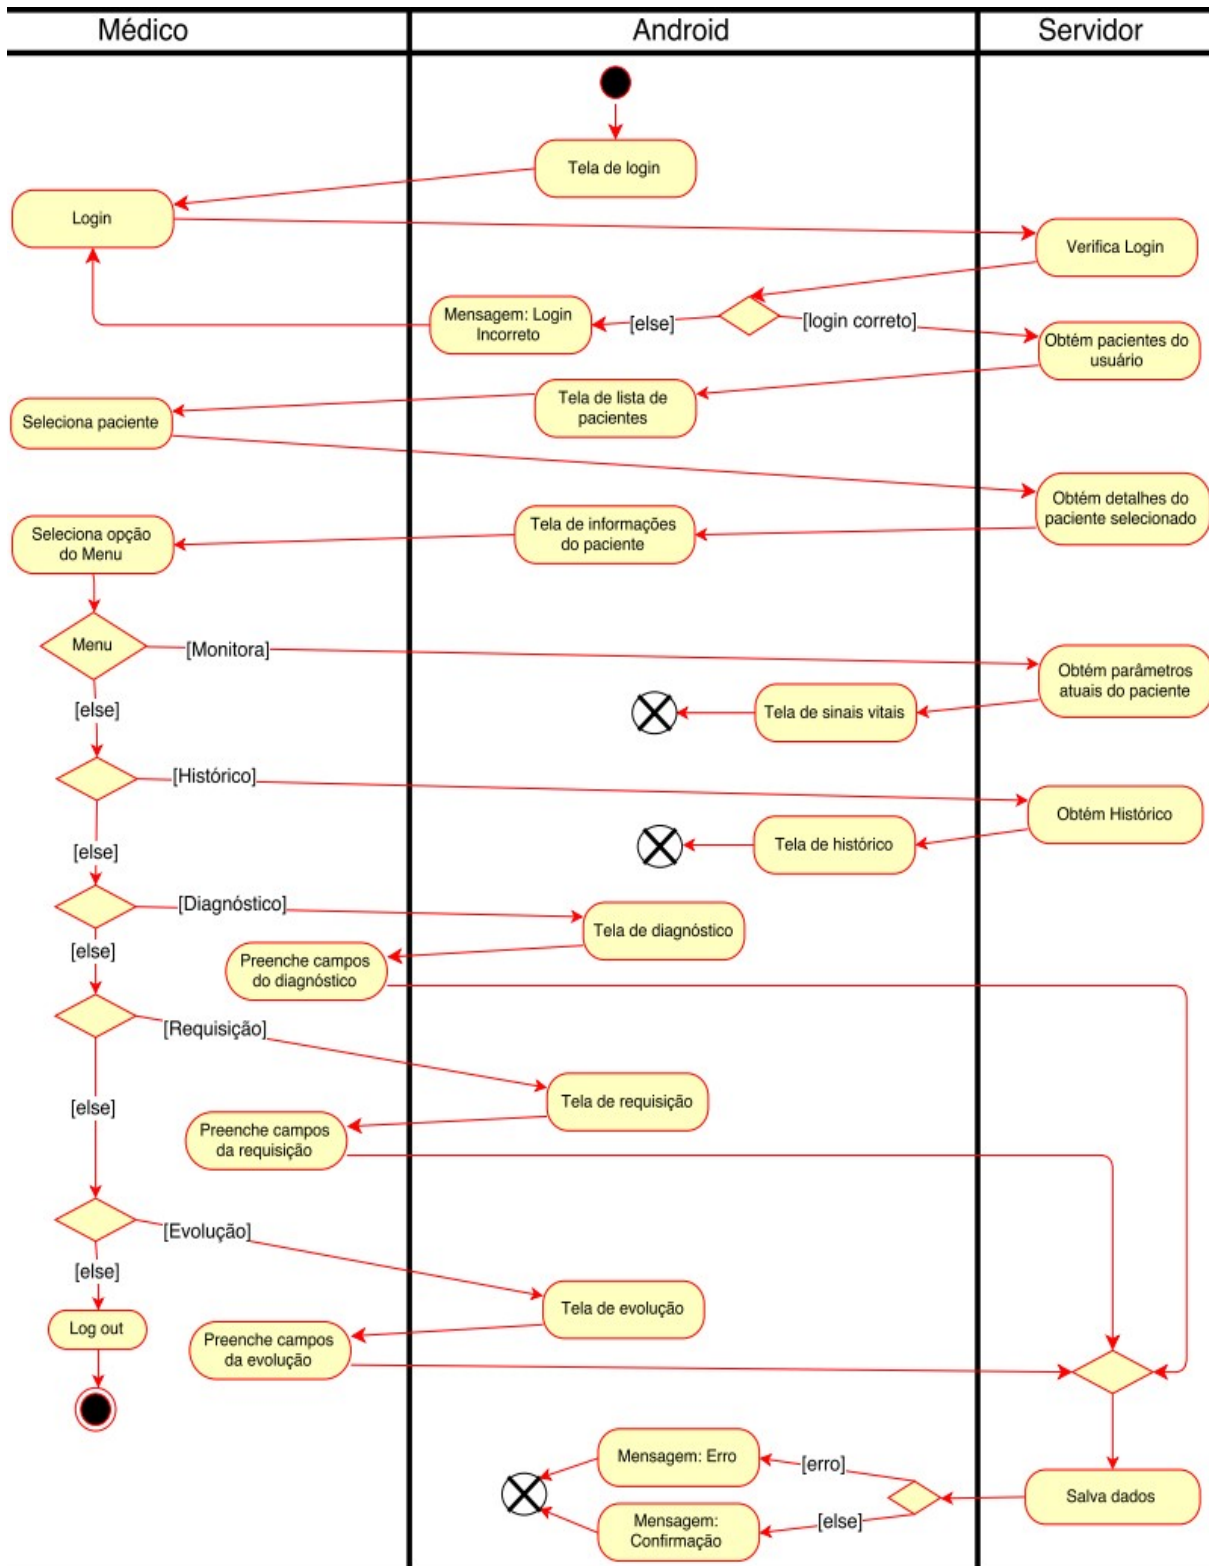 Médico
Android
Servidor
Tela de login
Login
Verifica Login
Mensagem: Login
Incorreto
[else]
[login correto]
Obtém pacientes do
usuário
Tela de lista de
pacientes
Seleciona paciente
Obtém detalhes do
paciente selecionado
Tela de informações
do paciente
Seleciona opção
do Menu
Menu
[Monitora]
Obtém parâmetros
atuais do paciente
[else]
Tela de sinais vitais
[Histórico]
Obtém Histórico
[else]
Tela de histórico
[Diagnóstico]
Tela de diagnóstico
[else]
Preenche campos
do diagnóstico
[Requisição]
Tela de requisição
[else]
Preenche campos
da requisição
[Evolução]
[else]
Tela de evolução
Log out
Preenche campos
da evolução
Mensagem: Erro
[erro]
Salva dados
Mensagem:
Confirmação
[else]